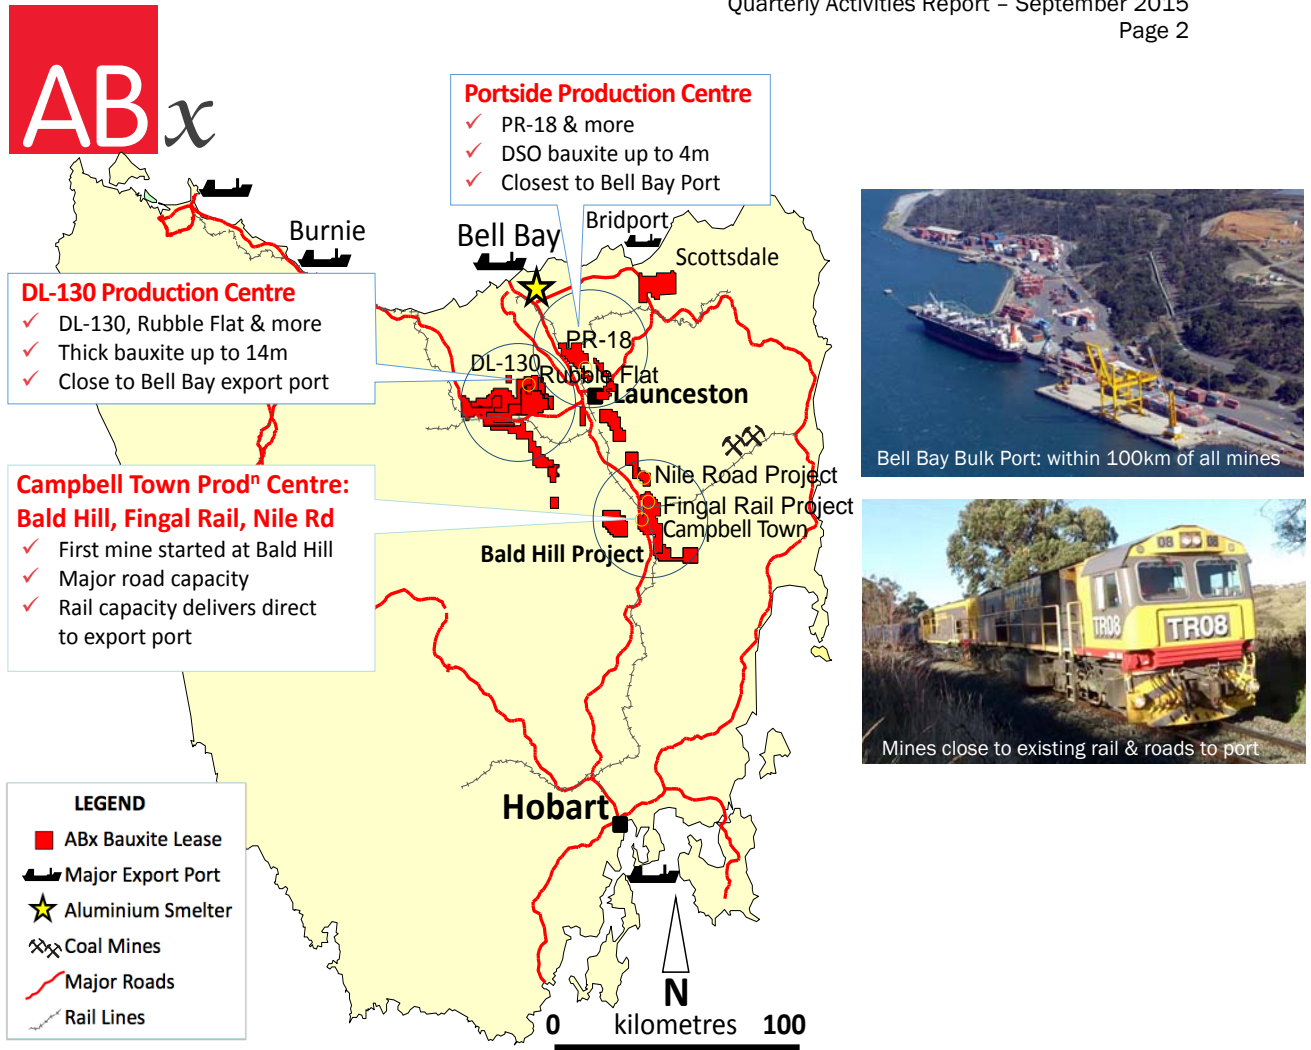 Quarterly Activities Report – September 2015
Page 2
ABx
Portside Production Centre
✓ PR-18 & more
✓ DSO bauxite up to 4m
✓ Closest to Bell Bay Port
Burnie
Bell Bay
Bridport
Scottsdale
DL-130 Production Centre
✓ DL-130, Rubble Flat & more
✓ Thick bauxite up to 14m
✓ Close to Bell Bay export port
PR-18
DL-130
Rubble Flat
Launceston
Bell Bay Bulk Port: within 100km of all mines
Campbell Town Prodⁿ Centre:
Bald Hill, Fingal Rail, Nile Rd
✓ First mine started at Bald Hill
✓ Major road capacity
✓ Rail capacity delivers direct
to export port
Nile Road Project
Fingal Rail Project
Campbell Town
Bald Hill Project
08 08
TR08
TR08
Mines close to existing rail & roads to port
Hobart
LEGEND
ABx Bauxite Lease
Major Export Port
Aluminium Smelter
Coal Mines
Major Roads
Rail Lines
N
0 kilometres 100